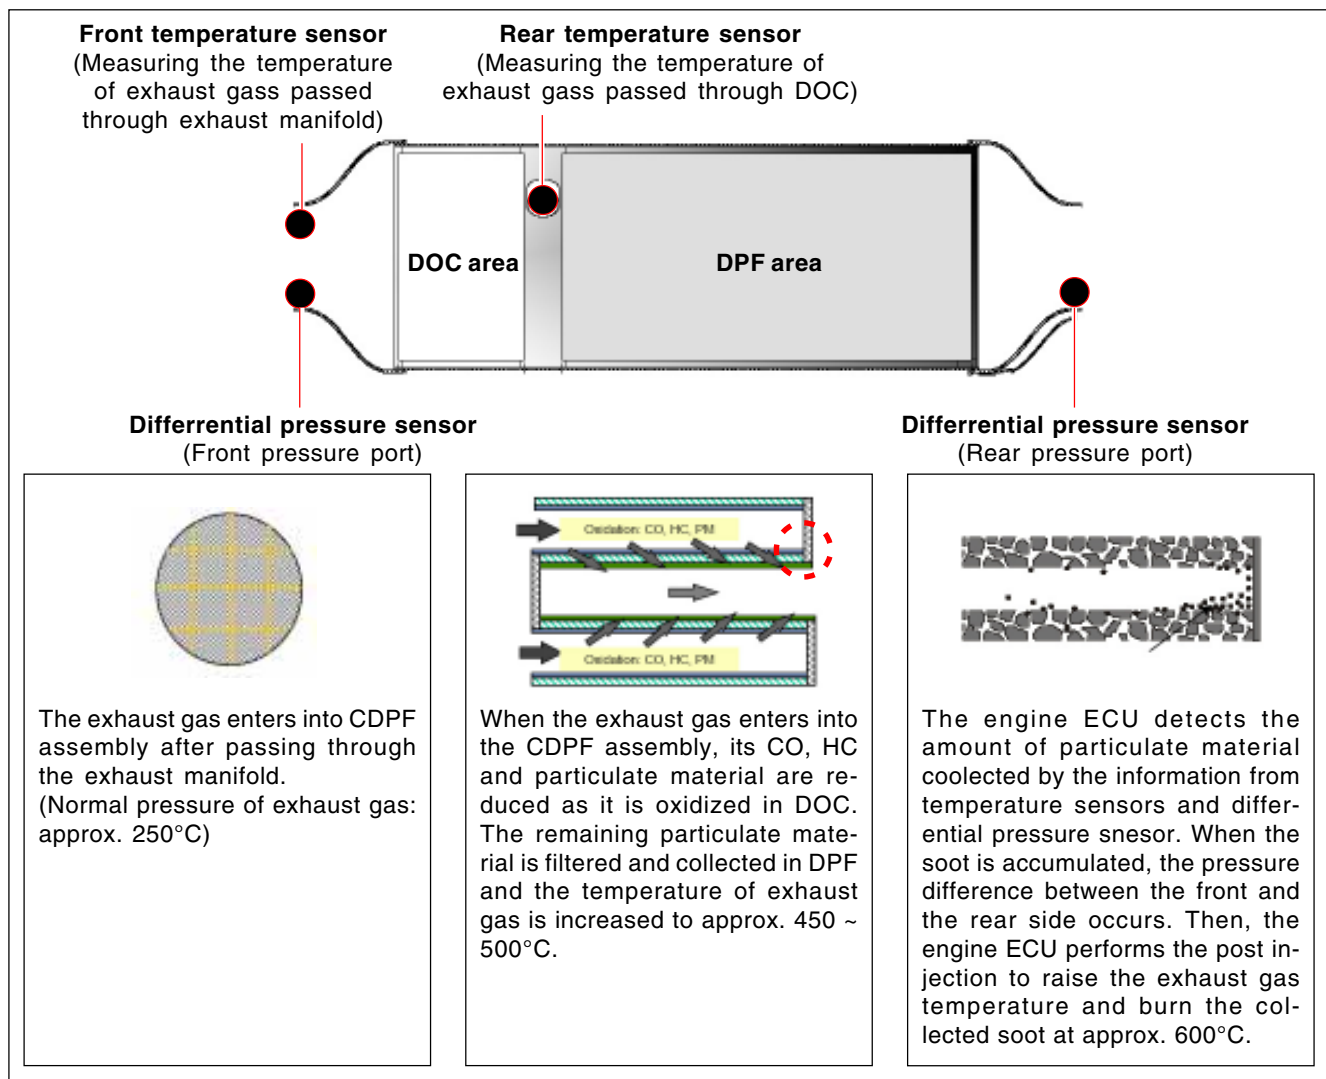 Front temperature sensor
(Measuring the temperature
of exhaust gass passed
through exhaust manifold)
Rear temperature sensor
(Measuring the temperature of
exhaust gass passed through DOC)
DOC area
DPF area
Differrential pressure sensor
(Front pressure port)
Differrential pressure sensor
(Rear pressure port)
The exhaust gas enters into CDPF
assembly after passing through
the exhaust manifold.
(Normal pressure of exhaust gas:
approx. 250°C)
Oxidation: CO, HC, PM
Oxidation: CO, HC, PM
When the exhaust gas enters into
the CDPF assembly, its CO, HC
and particulate material are re-
duced as it is oxidized in DOC.
The remaining particulate mate-
rial is filtered and collected in DPF
and the temperature of exhaust
gas is increased to approx. 450 ~
500°C.
The engine ECU detects the
amount of particulate material
coolected by the information from
temperature sensors and differ-
ential pressure snesor. When the
soot is accumulated, the pressure
difference between the front and
the rear side occurs. Then, the
engine ECU performs the post in-
jection to raise the exhaust gas
temperature and burn the col-
lected soot at approx. 600°C.